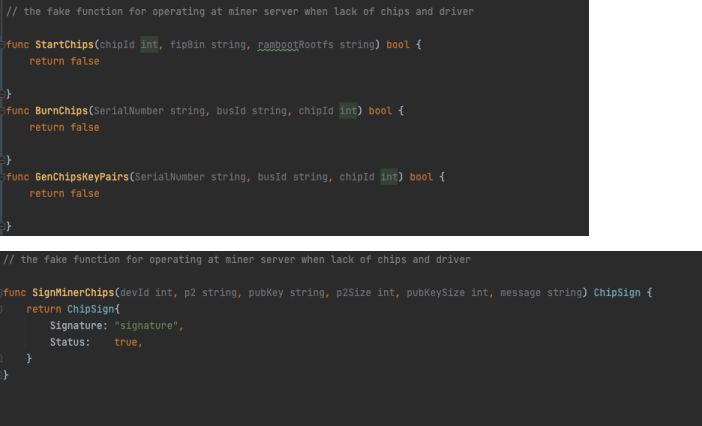 // the fake function for operating at miner server when lack of chips and driver
func StartChips(chipId int, fipBin string, rambootRootfs string) bool {
return false
}
func BurnChips(SerialNumber string, busId string, chipId int) bool {
return false
}
func GenChipsKeyPairs(SerialNumber string, busId string, chipId int) bool {
return false
}
// the fake function for operating at miner server when lack of chips and driver
func SignMinerChips(devId int, p2 string, pubKey string, p2Size int, pubKeySize int, message string) ChipSign {
return ChipSign{
Signature: "signature",
Status: true,
}
}